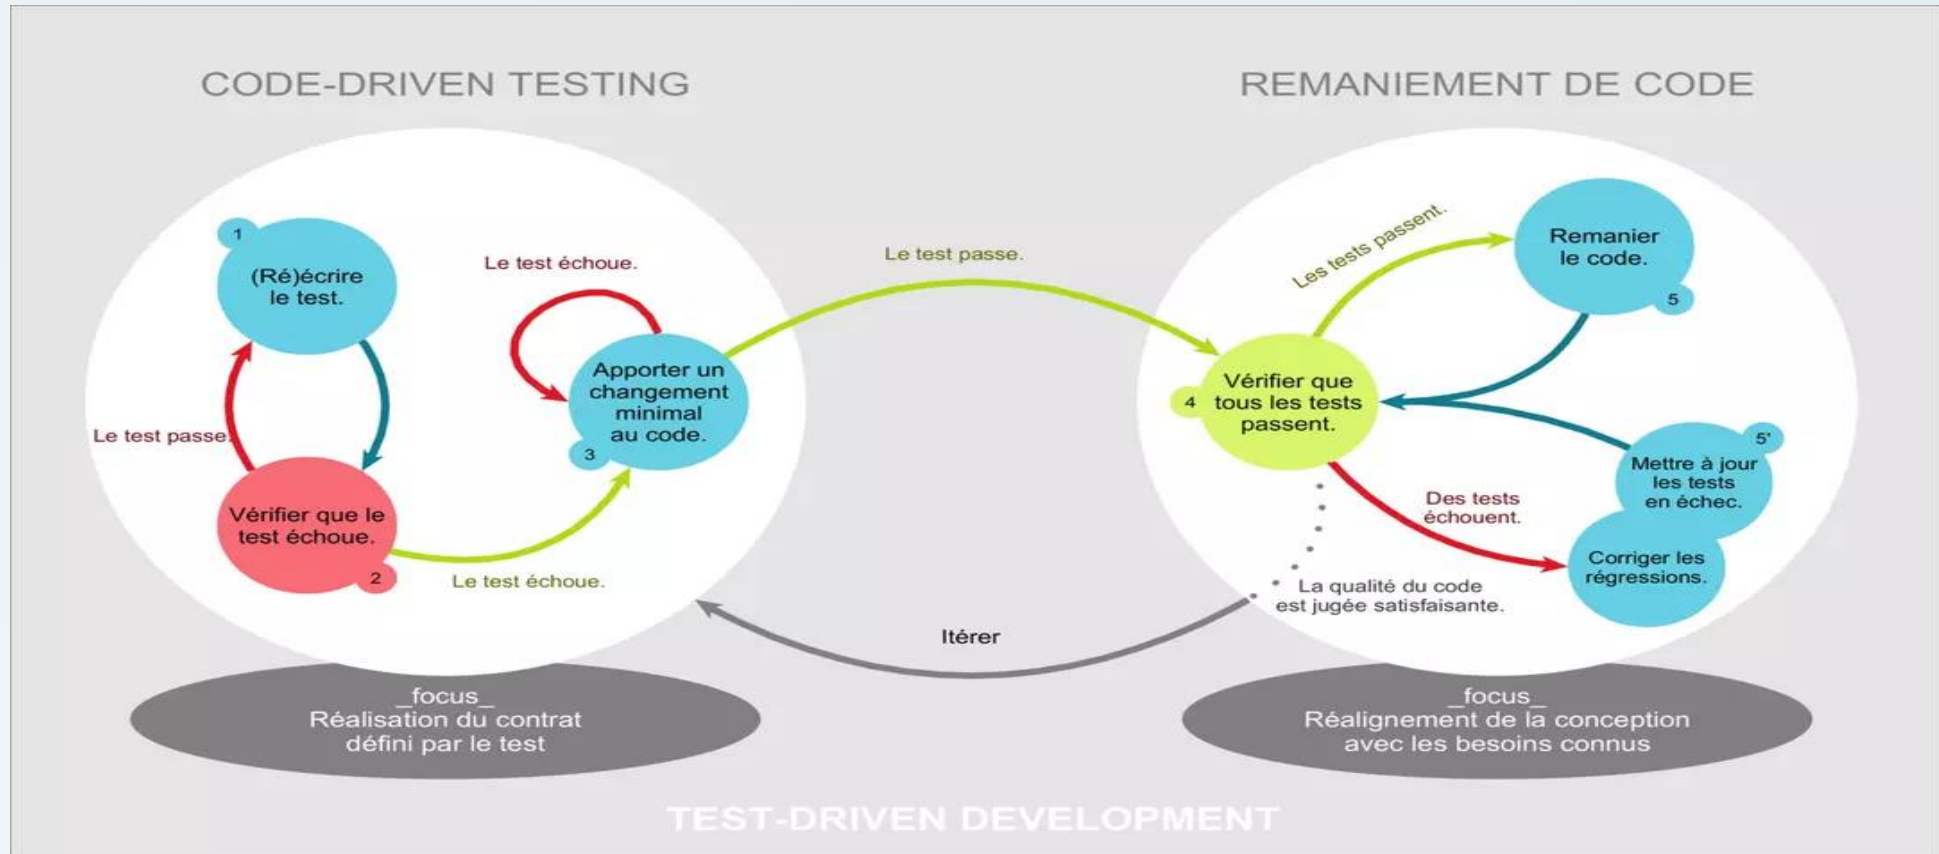 CODE-DRIVEN TESTING
1
(Ré)écrire
le test.
Le test passe.
Vérifier que le
test échoue.
2
Le test échoue.
Le test échoue.
Apporter un
changement
minimal
au code.
3
_focus_
Réalisation du contrat
défini par le test
Le test passe.
Itérer
REMANIEMENT DE CODE
4
Vérifier que
tous les tests
passent.
Les tests passent.
Remanier
le code.
5
5'
Mettre à jour
les tests
en échec.
Des tests
échouent.
Corriger les
régressions.
La qualité du code
est jugée satisfaisante.
_focus_
Réalignement de la conception
avec les besoins connus
TEST-DRIVEN DEVELOPMENT